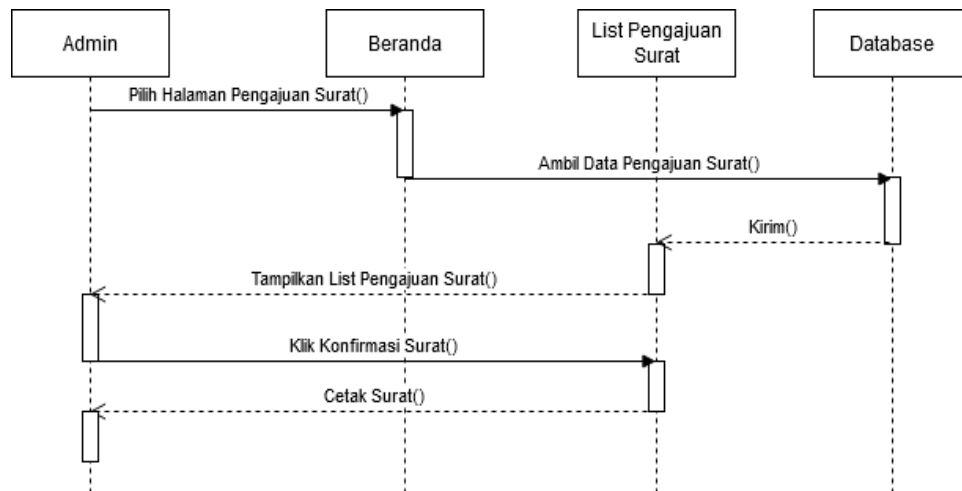 Admin
Beranda
List Pengajuan
Surat
Database
Pilih Halaman Pengajuan Surat()
Ambil Data Pengajuan Surat()
Kirim()
Tampilkan List Pengajuan Surat()
Klik Konfirmasi Surat()
Cetak Surat()